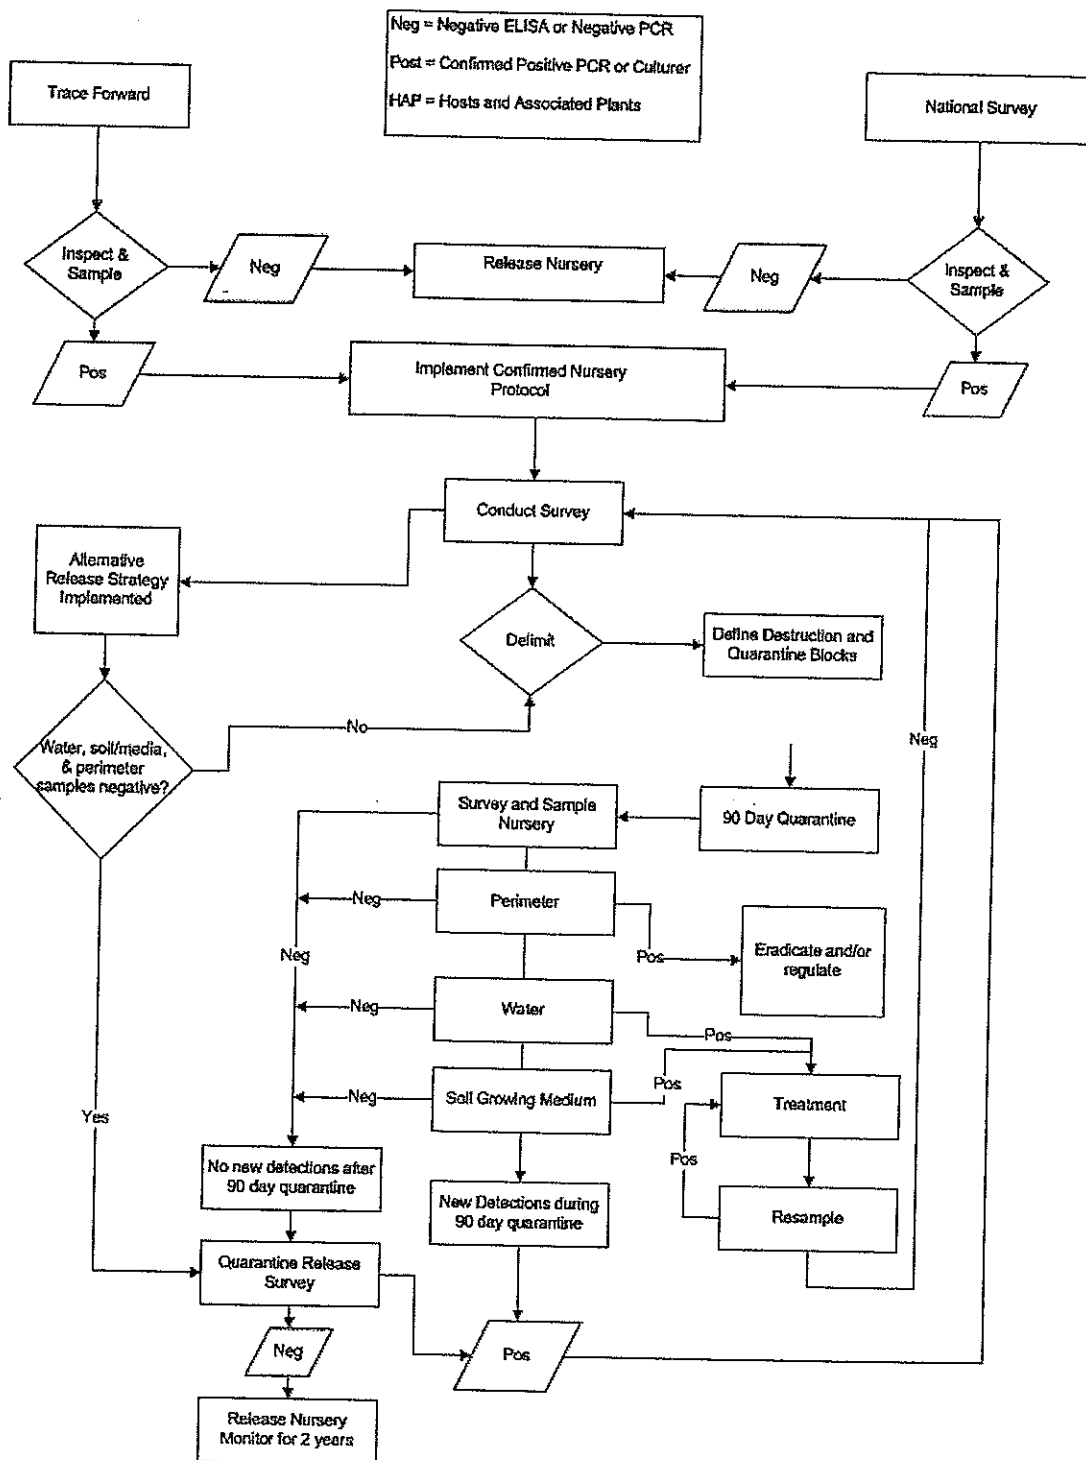 Neg = Negative ELISA or Negative PCR
Post = Confirmed Positive PCR or Culturer
HAP = Hosts and Associated Plants
Trace Forward
National Survey
Inspect &
Sample
Neg
Release Nursery
Neg
Inspect &
Sample
Pos
Implement Confirmed Nursery
Protocol
Pos
Conduct Survey
Alternative
Release Strategy
Implemented
Delimit
Define Destruction and
Quarantine Blocks
Water, soil/media,
& perimeter
samples negative?
No
Neg
Survey and Sample
Nursery
90 Day Quarantine
Neg
Perimeter
Pos
Eradicate and/or
regulate
Neg
Neg
Water
Pos
Neg
Soil Growing Medium
Pos
Treatment
Yes
Pos
No new detections after
90 day quarantine
New Detections during
90 day quarantine
Resample
Quarantine Release
Survey
Neg
Pos
Release Nursery
Monitor for 2 years